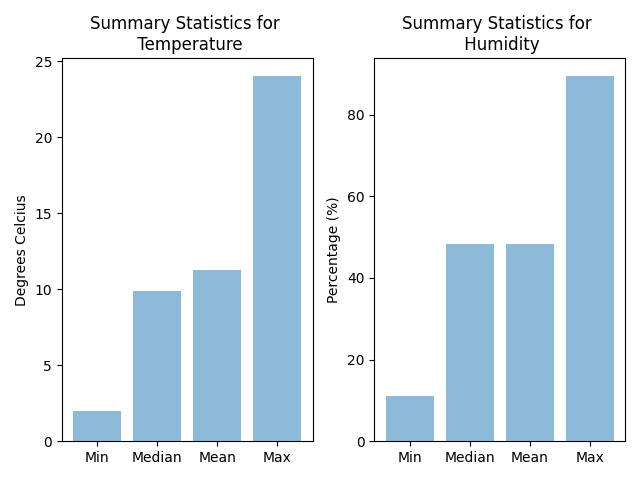 Summary Statistics for
Temperature
Summary Statistics for
Humidity
Degrees Celcius
25
20
15
10
5
0
Min Median Mean Max
Percentage (%)
80
60
40
20
0
Min Median Mean Max